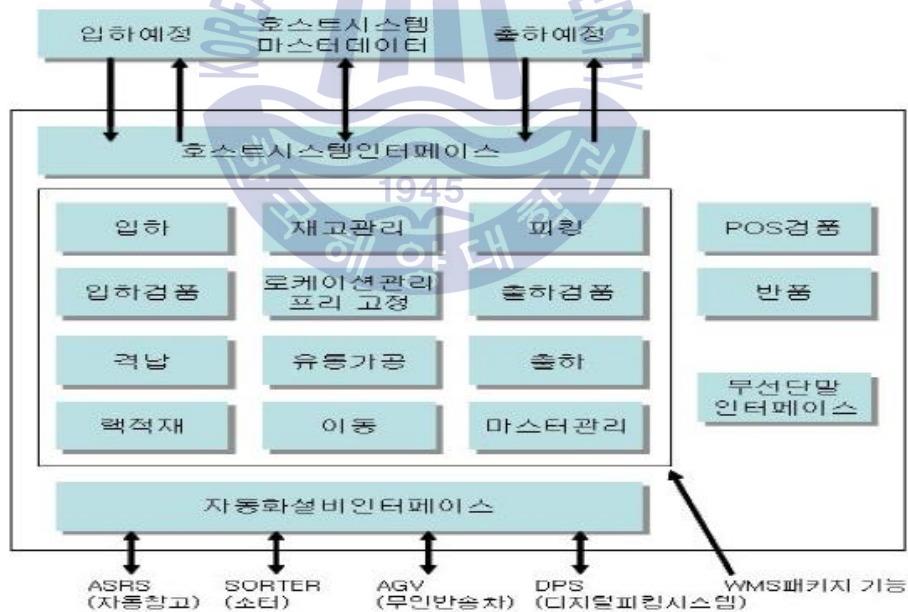 입하예정
호스트시스템
마스터데이터
출하예정
호스트시스템인터페이스
1945
입하
재고관리
피킹
POS검품
입하검품
로케이션관리
프리 고정
출하검품
반품
격납
유통가공
출하
무선단말
인터페이스
랙적재
이동
마스터관리
자동화설비인터페이스
ASRS
(자동창고)
SORTER
(소터)
AGV
(무인반송차)
DPS
(디지털피킹시스템)
WMS패키지 기능